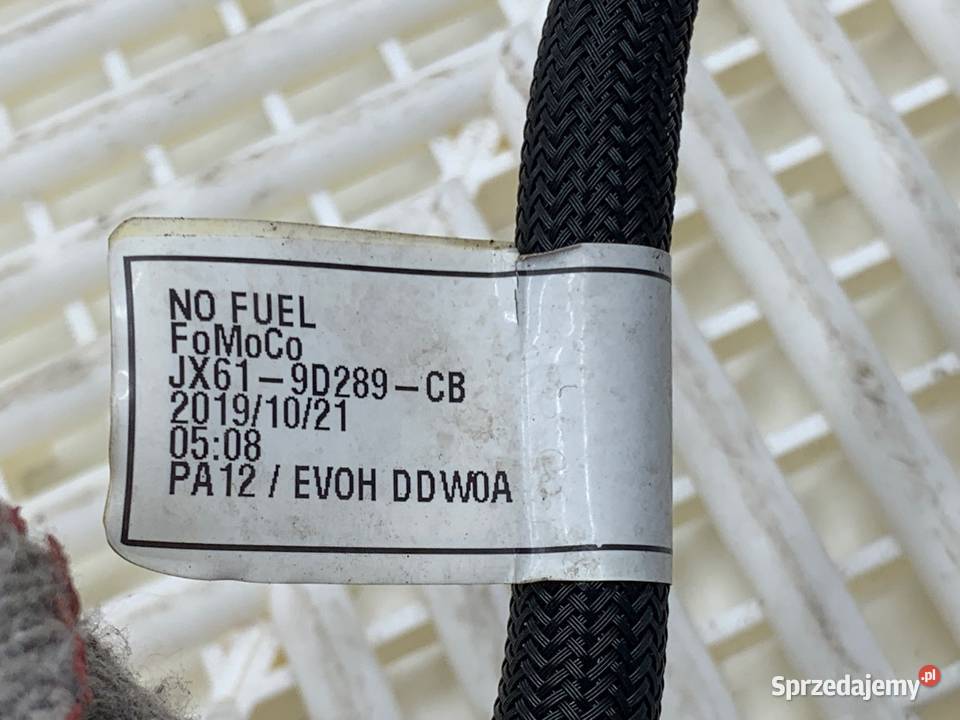 NO FUEL
FoMoCo
JX61-9D289-CB
2019/10/21
05:08
PA12 / EVOH DDW0A
Sprzedajemy.pl